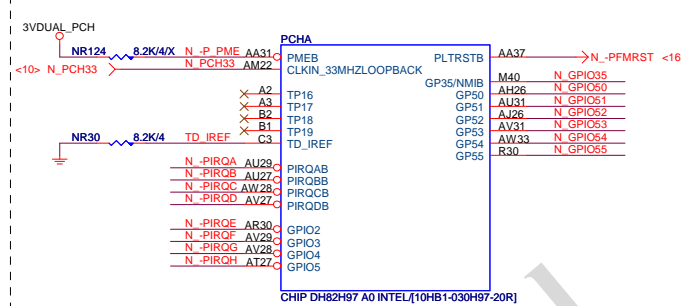 3VDUAL_PCH
PCHA
NR124 8.2K/4/X N_-P_PME AA31 PMEB PLTRSTB AA37 N_-PFMRST <16
<10> N_PCH33 N_PCH33 AM22 CLKIN_33MHZLOOPBACK
GP35/NMIB M40 N_GPIO35
A2 TP16 GP50 AH26 N_GPIO50
A3 TP17 GP51 AU31 N_GPIO51
B2 TP18 GP52 AJ26 N_GPIO52
B1 TP19 GP53 AV31 N_GPIO53
NR30 8.2K/4 TD_IREF C3 TD_IREF GP54 AW33 N_GPIO54
GP55 R30 N_GPIO55
N_-PIRQA AU29 PIRQAB
N_-PIRQB AU27 PIRQBB
N_-PIRQC AW28 PIRQCB
N_-PIRQD AV27 PIRQDB
N_-PIRQE AR30 GPIO2
N_-PIRQF AV29 GPIO3
N_-PIRQG AV28 GPIO4
N_-PIRQH AT27 GPIO5
CHIP DH82H97 A0 INTEL/[10HB1-030H97-20R]